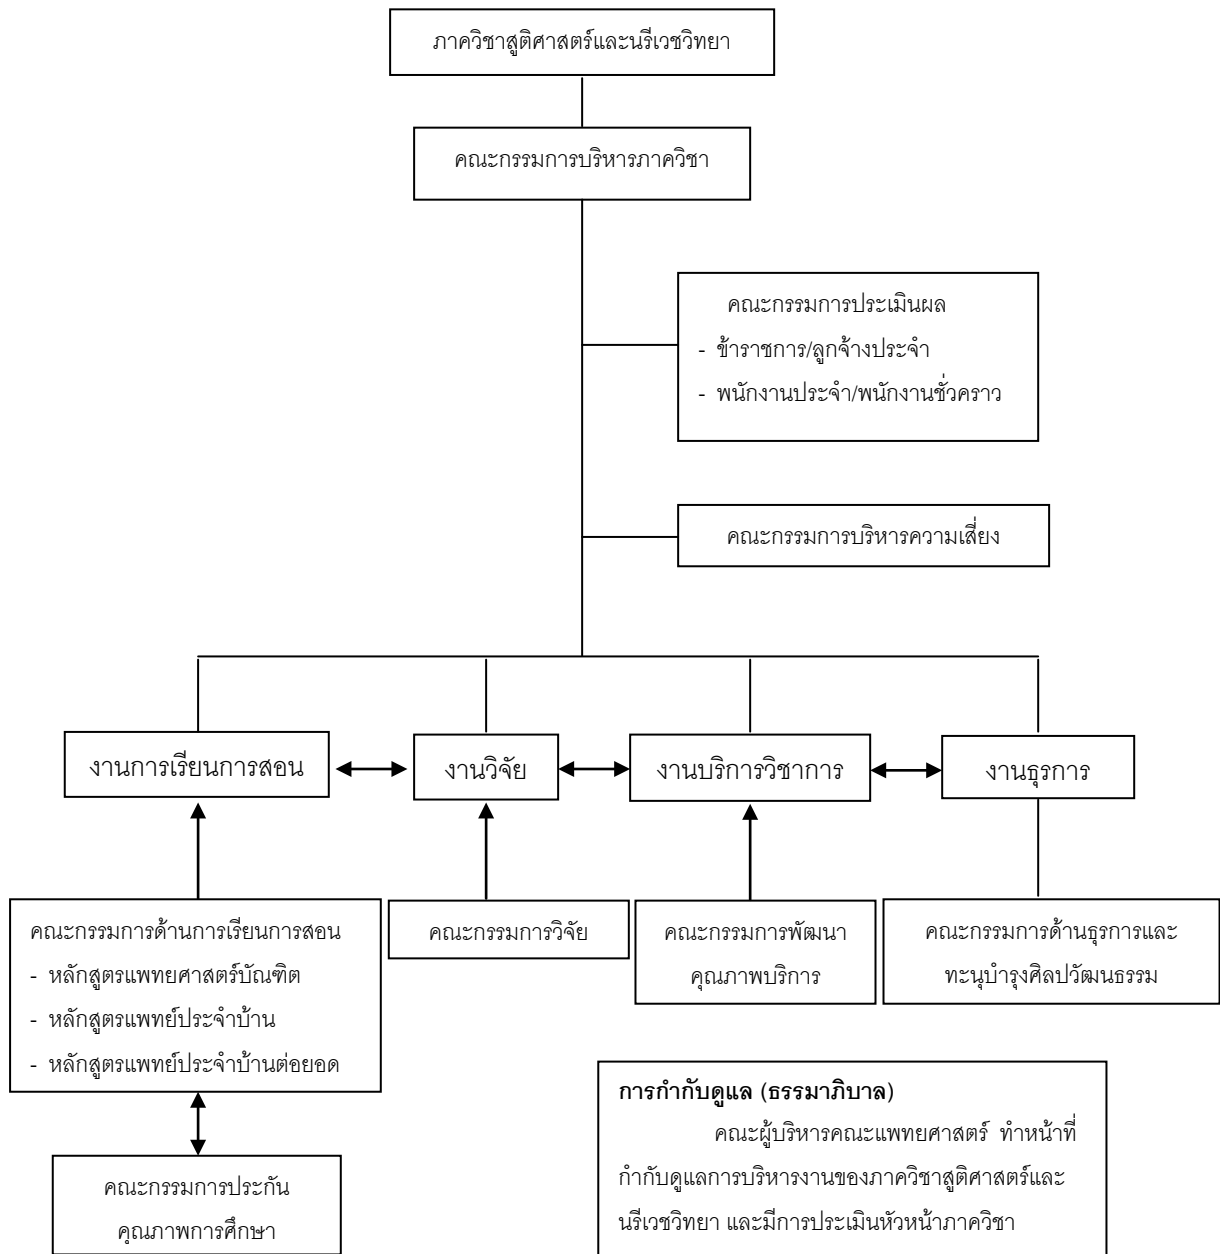 ภาควิชาสูติศาสตร์และนรีเวชวิทยา
คณะกรรมการบริหารภาควิชา
คณะกรรมการประเมินผล
- ข้าราชการ/ลูกจ้างประจำ
- พนักงานประจำ/พนักงานชั่วคราว
คณะกรรมการบริหารความเสี่ยง
งานการเรียนการสอน
งานวิจัย
งานบริการวิชาการ
งานธุรการ
คณะกรรมการด้านการเรียนการสอน
- หลักสูตรแพทยศาสตร์บัณฑิต
- หลักสูตรแพทย์ประจำบ้าน
- หลักสูตรแพทย์ประจำบ้านต่อยอด
คณะกรรมการวิจัย
คณะกรรมการพัฒนา
คุณภาพบริการ
คณะกรรมการด้านธุรการและ
ทะนุบำรุงศิลปวัฒนธรรม
คณะกรรมการประกัน
คุณภาพการศึกษา
การกำกับดูแล (ธรรมาภิบาล)
คณะผู้บริหารคณะแพทยศาสตร์ ทำหน้าที่
กำกับดูแลการบริหารงานของภาควิชาสูติศาสตร์และ
นรีเวชวิทยา และมีการประเมินหัวหน้าภาควิชา